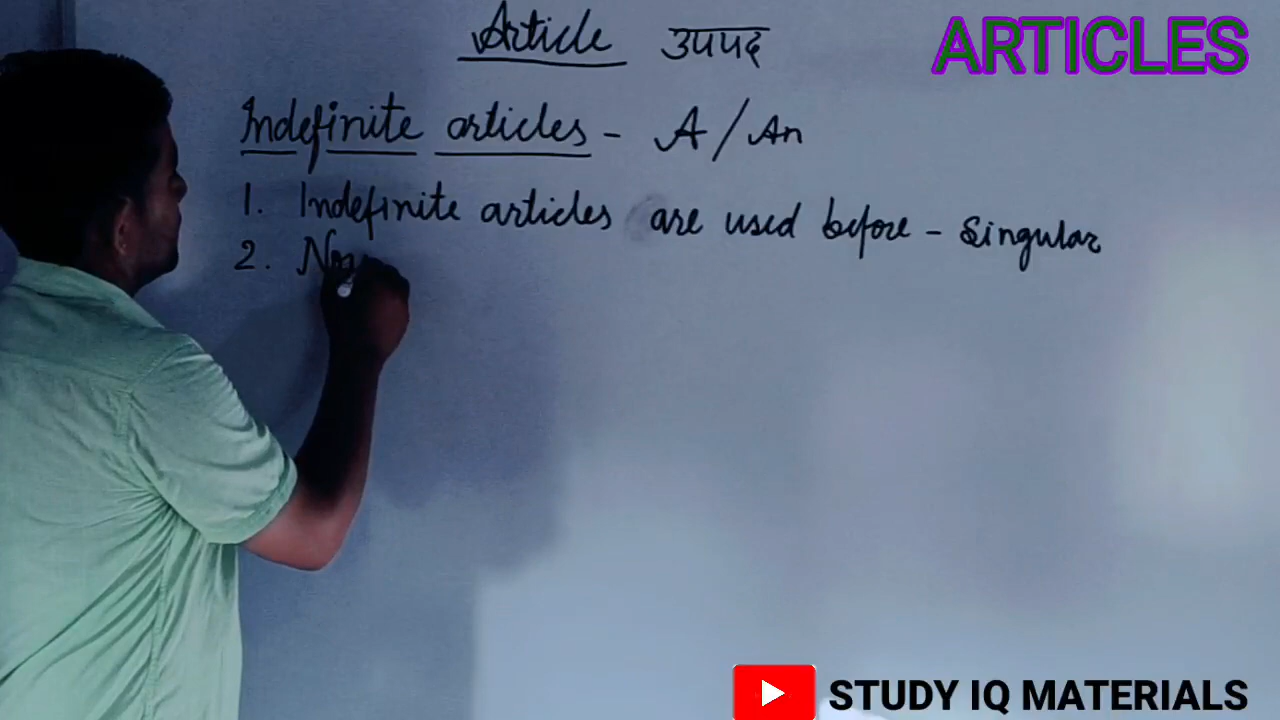 Article उपपद
ARTICLES
Indefinite articles - A/An
1. Indefinite articles are used before - Singular
2.
STUDY IQ MATERIALS